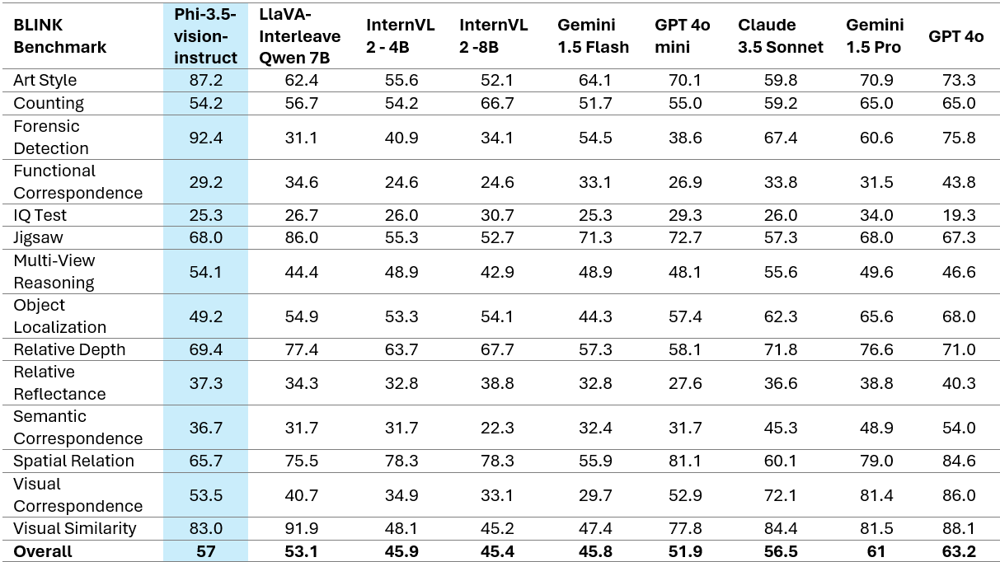 BLINK Benchmark Phi-3.5-vision-instruct LlaVA-Interleave Qwen 7B InternVL 2 - 4B InternVL 2 -8B Gemini 1.5 Flash GPT 4o mini Claude 3.5 Sonnet Gemini 1.5 Pro GPT 4o
Art Style 87.2 62.4 55.6 52.1 64.1 70.1 59.8 70.9 73.3
Counting 54.2 56.7 54.2 66.7 51.7 55.0 59.2 65.0 65.0
Forensic Detection 92.4 31.1 40.9 34.1 54.5 38.6 67.4 60.6 75.8
Functional Correspondence 29.2 34.6 24.6 24.6 33.1 26.9 33.8 31.5 43.8
IQ Test 25.3 26.7 26.0 30.7 25.3 29.3 26.0 34.0 19.3
Jigsaw 68.0 86.0 55.3 52.7 71.3 72.7 57.3 68.0 67.3
Multi-View Reasoning 54.1 44.4 48.9 42.9 48.9 48.1 55.6 49.6 46.6
Object Localization 49.2 54.9 53.3 54.1 44.3 57.4 62.3 65.6 68.0
Relative Depth 69.4 77.4 63.7 67.7 57.3 58.1 71.8 76.6 71.0
Relative Reflectance 37.3 34.3 32.8 38.8 32.8 27.6 36.6 38.8 40.3
Semantic Correspondence 36.7 31.7 31.7 22.3 32.4 31.7 45.3 48.9 54.0
Spatial Relation 65.7 75.5 78.3 78.3 55.9 81.1 60.1 79.0 84.6
Visual Correspondence 53.5 40.7 34.9 33.1 29.7 52.9 72.1 81.4 86.0
Visual Similarity 83.0 91.9 48.1 45.2 47.4 77.8 84.4 81.5 88.1
Overall 57 53.1 45.9 45.4 45.8 51.9 56.5 61 63.2